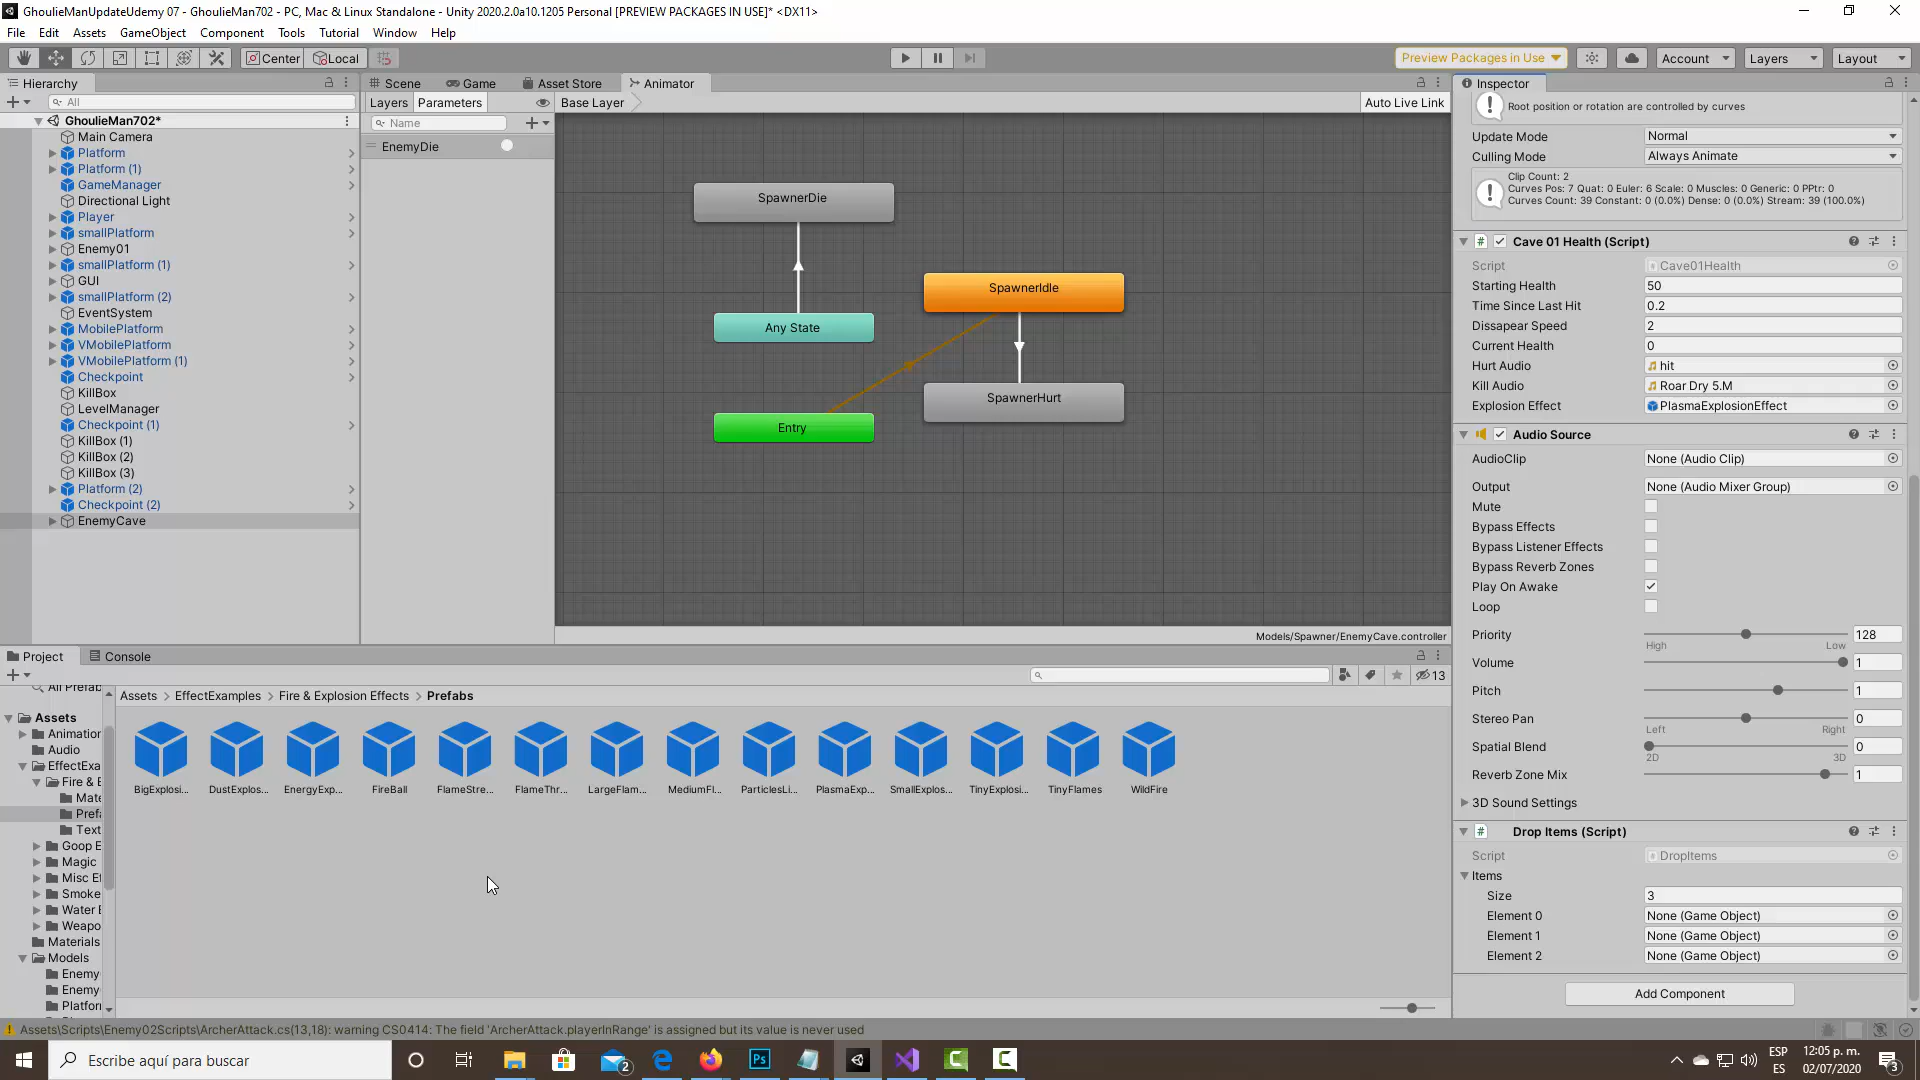 GhoulieManUpdateUdemy 07 - GhoulieMan702 - PC, Mac & Linux Standalone - Unity 2020.2.0a10.1205 Personal [PREVIEW PACKAGES IN USE]* <DX11>
File Edit Assets GameObject Component Tools Tutorial Window Help
Center Local Preview Packages in Use Account Layers Layout
Hierarchy
All
GhoulieMan702*
Main Camera
Platform
Platform (1)
GameManager
Directional Light
Player
smallPlatform
Enemy01
smallPlatform (1)
GUI
smallPlatform (2)
EventSystem
MobilePlatform
VMobilePlatform
VMobilePlatform (1)
Checkpoint
KillBox
LevelManager
Checkpoint (1)
KillBox (1)
KillBox (2)
KillBox (3)
Platform (2)
Checkpoint (2)
EnemyCave
Scene Game Asset Store Animator
Layers Parameters Base Layer Auto Live Link
Name
EnemyDie
SpawnerDie
SpawnerIdle
Any State
SpawnerHurt
Entry
Models/Spawner/EnemyCave.controller
Inspector
Root position or rotation are controlled by curves
Update Mode Normal
Culling Mode Always Animate
Clip Count: 2
Curves Pos: 7 Quat: 0 Euler: 6 Scale: 0 Muscles: 0 Generic: 0 PPtr: 0
Curves Count: 39 Constant: 0 (0.0%) Dense: 0 (0.0%) Stream: 39 (100.0%)
Cave 01 Health (Script)
Script Cave01Health
Starting Health 50
Time Since Last Hit 0.2
Dissapear Speed 2
Current Health 0
Hurt Audio hit
Kill Audio Roar Dry 5.M
Explosion Effect PlasmaExplosionEffect
Audio Source
AudioClip None (Audio Clip)
Output None (Audio Mixer Group)
Mute
Bypass Effects
Bypass Listener Effects
Bypass Reverb Zones
Play On Awake
Loop
Priority 128
High Low
Volume 1
Pitch 1
Stereo Pan 0
Left Right
Spatial Blend 0
2D 3D
Reverb Zone Mix 1
3D Sound Settings
Drop Items (Script)
Script DropItems
Items
Size 3
Element 0 None (Game Object)
Element 1 None (Game Object)
Element 2 None (Game Object)
Add Component
Project Console
13
All Prefab
Assets
Animation
Audio
EffectExa
Fire & E
Mate
Prefa
Text
Goop E
Magic
Misc Ef
Smoke
Water E
Weapo
Materials
Models
Enemy
Enemy
Platfor
Assets > EffectExamples > Fire & Explosion Effects > Prefabs
BigExplosi... DustExplos... EnergyExp... FireBall FlameStre... FlameThr... LargeFlam... MediumFl... ParticlesLi... PlasmaExp... SmallExplos... TinyExplosi... TinyFlames WildFire
Assets\Scripts\Enemy02Scripts\ArcherAttack.cs(13,18): warning CS0414: The field 'ArcherAttack.playerInRange' is assigned but its value is never used
Escribe aquí para buscar
2
Ps
ESP
ES
12:05 p. m.
02/07/2020
3